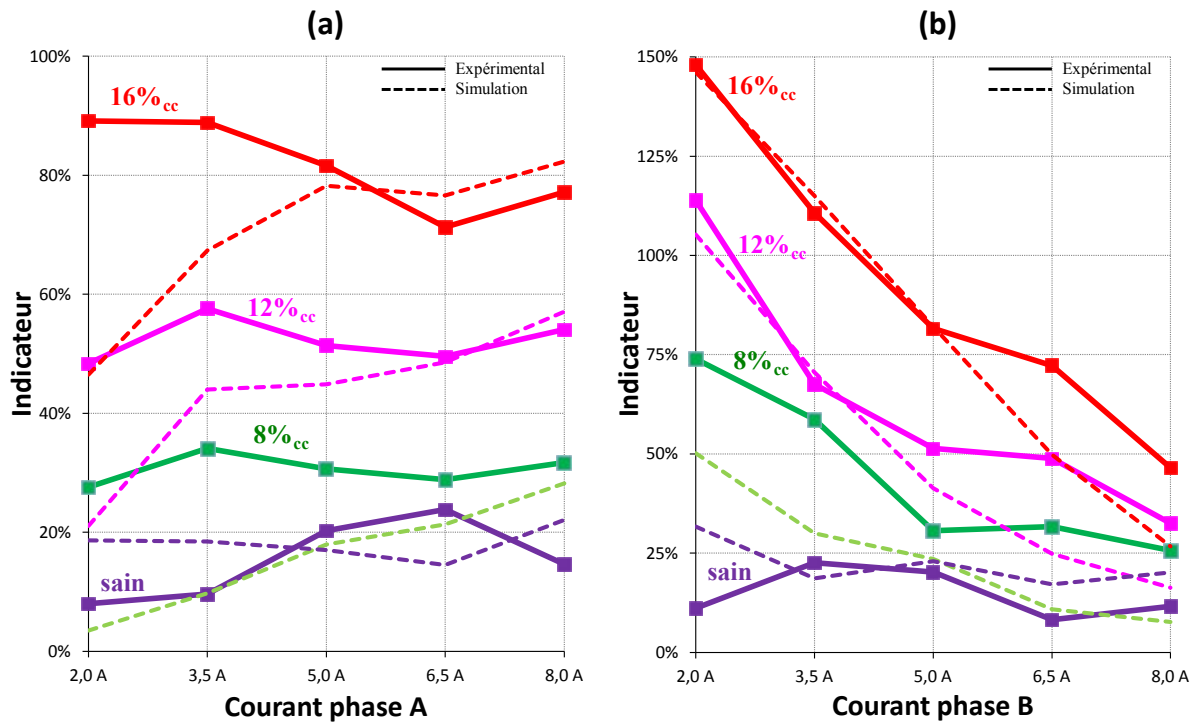 (a)
100%
80%
60%
40%
20%
0%
Indicateur
Expérimental
Simulation
16%cc
12%cc
8%cc
sain
2,0 A
3,5 A
5,0 A
6,5 A
8,0 A
Courant phase A
(b)
150%
125%
100%
75%
50%
25%
0%
Indicateur
Expérimental
Simulation
16%cc
12%cc
8%cc
sain
2,0 A
3,5 A
5,0 A
6,5 A
8,0 A
Courant phase B